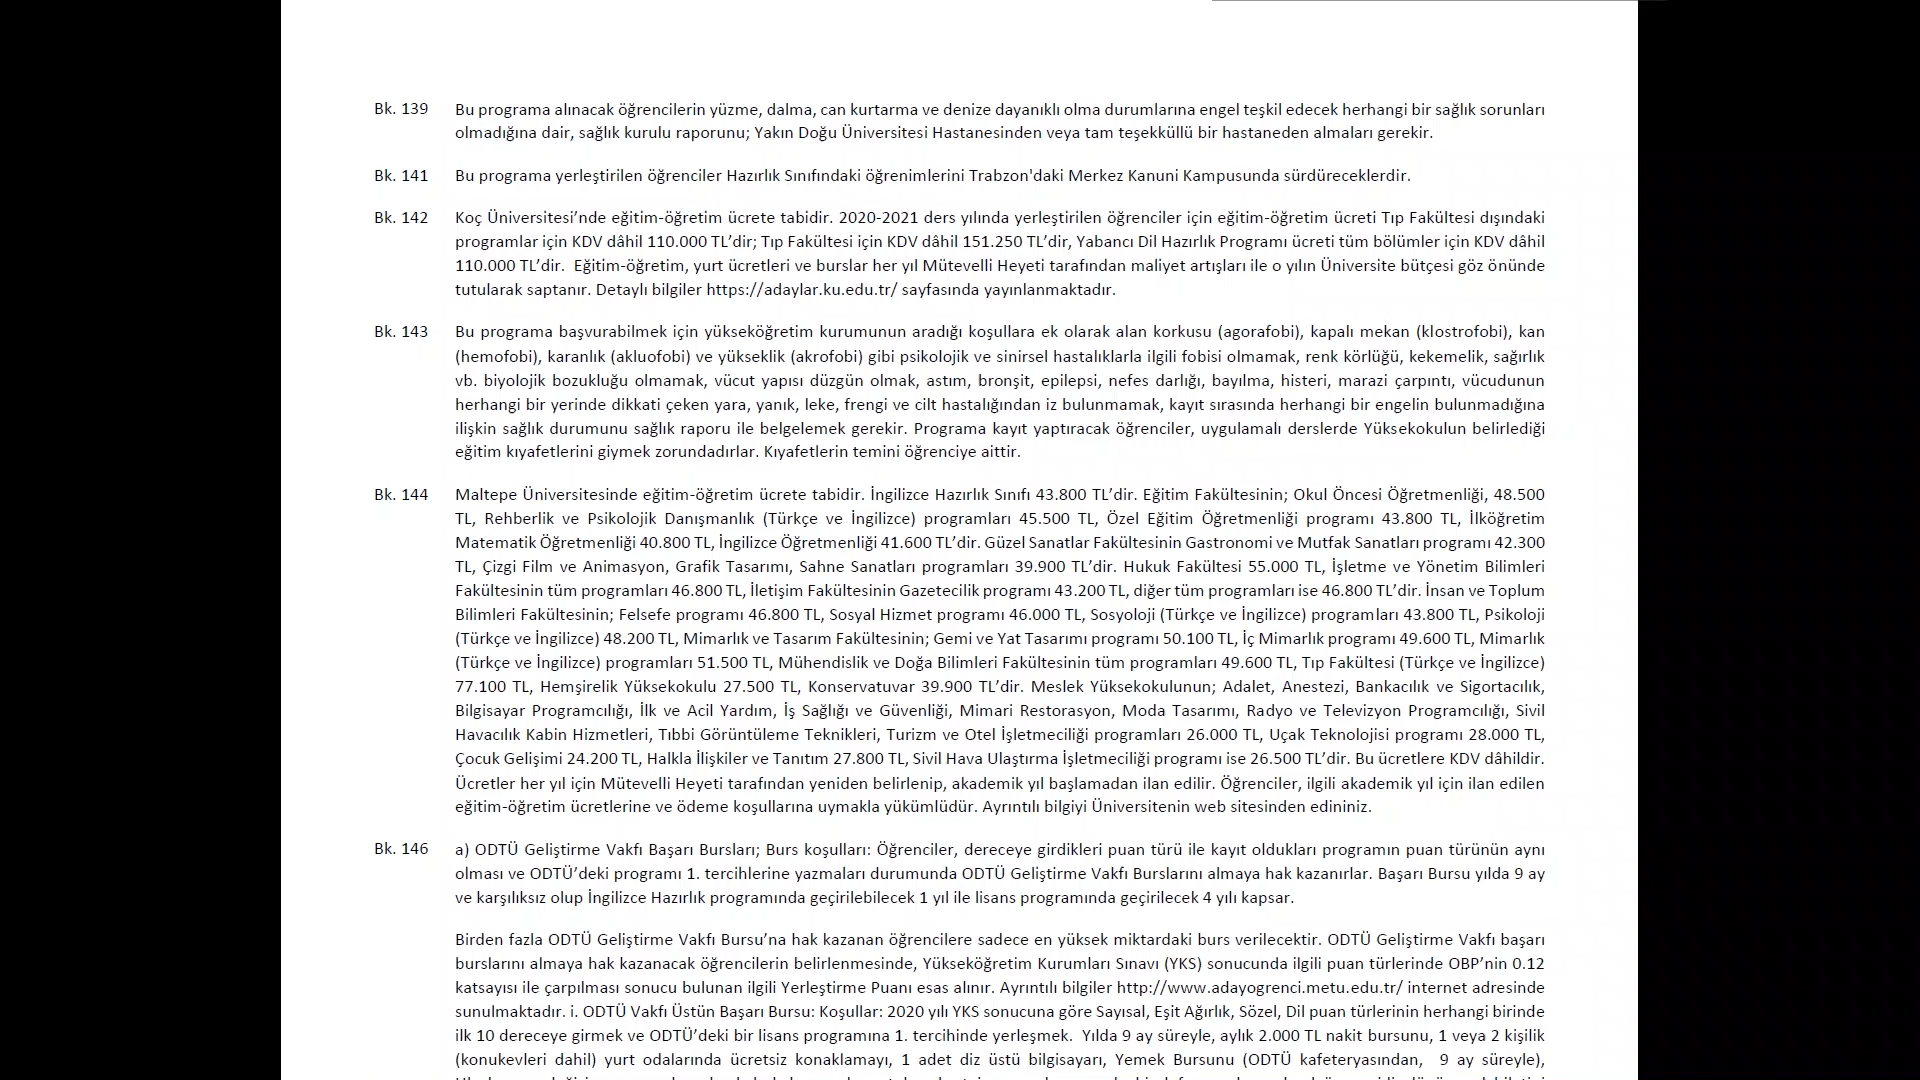 Bk. 139 Bu programa alınacak öğrencilerin yüzme, dalma, can kurtarma ve denize dayanıklı olma durumlarına engel teşkil edecek herhangi bir sağlık sorunları
olmadığına dair, sağlık kurulu raporunu; Yakın Doğu Üniversitesi Hastanesinden veya tam teşekküllü bir hastaneden almaları gerekir.
Bk. 141 Bu programa yerleştirilen öğrenciler Hazırlık Sınıfındaki öğrenimlerini Trabzon'daki Merkez Kanuni Kampusunda sürdüreceklerdir.
Bk. 142 Koç Üniversitesi’nde eğitim-öğretim ücrete tabidir. 2020-2021 ders yılında yerleştirilen öğrenciler için eğitim-öğretim ücreti Tıp Fakültesi dışındaki
programlar için KDV dâhil 110.000 TL’dir; Tıp Fakültesi için KDV dâhil 151.250 TL’dir, Yabancı Dil Hazırlık Programı ücreti tüm bölümler için KDV dâhil
110.000 TL’dir. Eğitim-öğretim, yurt ücretleri ve burslar her yıl Mütevelli Heyeti tarafından maliyet artışları ile o yılın Üniversite bütçesi göz önünde
tutularak saptanır. Detaylı bilgiler https://adaylar.ku.edu.tr/ sayfasında yayınlanmaktadır.
Bk. 143 Bu programa başvurabilmek için yükseköğretim kurumunun aradığı koşullara ek olarak alan korkusu (agorafobi), kapalı mekan (klostrofobi), kan
(hemofobi), karanlık (akluofobi) ve yükseklik (akrofobi) gibi psikolojik ve sinirsel hastalıklarla ilgili fobisi olmamak, renk körlüğü, kekemelik, sağırlık
vb. biyolojik bozukluğu olmamak, vücut yapısı düzgün olmak, astım, bronşit, epilepsi, nefes darlığı, bayılma, histeri, marazi çarpıntı, vücudunun
herhangi bir yerinde dikkati çeken yara, yanık, leke, frengi ve cilt hastalığından iz bulunmamak, kayıt sırasında herhangi bir engelin bulunmadığına
ilişkin sağlık durumunu sağlık raporu ile belgelemek gerekir. Programa kayıt yaptıracak öğrenciler, uygulamalı derslerde Yüksekokulun belirlediği
eğitim kıyafetlerini giymek zorundadırlar. Kıyafetlerin temini öğrenciye aittir.
Bk. 144 Maltepe Üniversitesinde eğitim-öğretim ücrete tabidir. İngilizce Hazırlık Sınıfı 43.800 TL’dir. Eğitim Fakültesinin; Okul Öncesi Öğretmenliği, 48.500
TL, Rehberlik ve Psikolojik Danışmanlık (Türkçe ve İngilizce) programları 45.500 TL, Özel Eğitim Öğretmenliği programı 43.800 TL, İlköğretim
Matematik Öğretmenliği 40.800 TL, İngilizce Öğretmenliği 41.600 TL’dir. Güzel Sanatlar Fakültesinin Gastronomi ve Mutfak Sanatları programı 42.300
TL, Çizgi Film ve Animasyon, Grafik Tasarımı, Sahne Sanatları programları 39.900 TL’dir. Hukuk Fakültesi 55.000 TL, İşletme ve Yönetim Bilimleri
Fakültesinin tüm programları 46.800 TL, İletişim Fakültesinin Gazetecilik programı 43.200 TL, diğer tüm programları ise 46.800 TL’dir. İnsan ve Toplum
Bilimleri Fakültesinin; Felsefe programı 46.800 TL, Sosyal Hizmet programı 46.000 TL, Sosyoloji (Türkçe ve İngilizce) programları 43.800 TL, Psikoloji
(Türkçe ve İngilizce) 48.200 TL, Mimarlık ve Tasarım Fakültesinin; Gemi ve Yat Tasarımı programı 50.100 TL, İç Mimarlık programı 49.600 TL, Mimarlık
(Türkçe ve İngilizce) programları 51.500 TL, Mühendislik ve Doğa Bilimleri Fakültesinin tüm programları 49.600 TL, Tıp Fakültesi (Türkçe ve İngilizce)
77.100 TL, Hemşirelik Yüksekokulu 27.500 TL, Konservatuvar 39.900 TL’dir. Meslek Yüksekokulunun; Adalet, Anestezi, Bankacılık ve Sigortacılık,
Bilgisayar Programcılığı, İlk ve Acil Yardım, İş Sağlığı ve Güvenliği, Mimari Restorasyon, Moda Tasarımı, Radyo ve Televizyon Programcılığı, Sivil
Havacılık Kabin Hizmetleri, Tıbbi Görüntüleme Teknikleri, Turizm ve Otel İşletmeciliği programları 26.000 TL, Uçak Teknolojisi programı 28.000 TL,
Çocuk Gelişimi 24.200 TL, Halkla İlişkiler ve Tanıtım 27.800 TL, Sivil Hava Ulaştırma İşletmeciliği programı ise 26.500 TL’dir. Bu ücretlere KDV dâhildir.
Ücretler her yıl için Mütevelli Heyeti tarafından yeniden belirlenip, akademik yıl başlamadan ilan edilir. Öğrenciler, ilgili akademik yıl için ilan edilen
eğitim-öğretim ücretlerine ve ödeme koşullarına uymakla yükümlüdür. Ayrıntılı bilgiyi Üniversitenin web sitesinden edininiz.
Bk. 146 a) ODTÜ Geliştirme Vakfı Başarı Bursları; Burs koşulları: Öğrenciler, dereceye girdikleri puan türü ile kayıt oldukları programın puan türünün aynı
olması ve ODTÜ’deki programı 1. tercihlerine yazmaları durumunda ODTÜ Geliştirme Vakfı Burslarını almaya hak kazanırlar. Başarı Bursu yılda 9 ay
ve karşılıksız olup İngilizce Hazırlık programında geçirilebilecek 1 yıl ile lisans programında geçirilecek 4 yılı kapsar.
Birden fazla ODTÜ Geliştirme Vakfı Bursu’na hak kazanan öğrencilere sadece en yüksek miktardaki burs verilecektir. ODTÜ Geliştirme Vakfı başarı
burslarını almaya hak kazanacak öğrencilerin belirlenmesinde, Yükseköğretim Kurumları Sınavı (YKS) sonucunda ilgili puan türlerinde OBP’nin 0.12
katsayısı ile çarpılması sonucu bulunan ilgili Yerleştirme Puanı esas alınır. Ayrıntılı bilgiler http://www.adayogrenci.metu.edu.tr/ internet adresinde
sunulmaktadır. i. ODTÜ Vakfı Üstün Başarı Bursu: Koşullar: 2020 yılı YKS sonucuna göre Sayısal, Eşit Ağırlık, Sözel, Dil puan türlerinin herhangi birinde
ilk 10 dereceye girmek ve ODTÜ’deki bir lisans programına 1. tercihinde yerleşmek. Yılda 9 ay süreyle, aylık 2.000 TL nakit bursunu, 1 veya 2 kişilik
(konukevleri dahil) yurt odalarında ücretsiz konaklamayı, 1 adet diz üstü bilgisayarı, Yemek Bursunu (ODTÜ kafeteryasından, 9 ay süreyle),